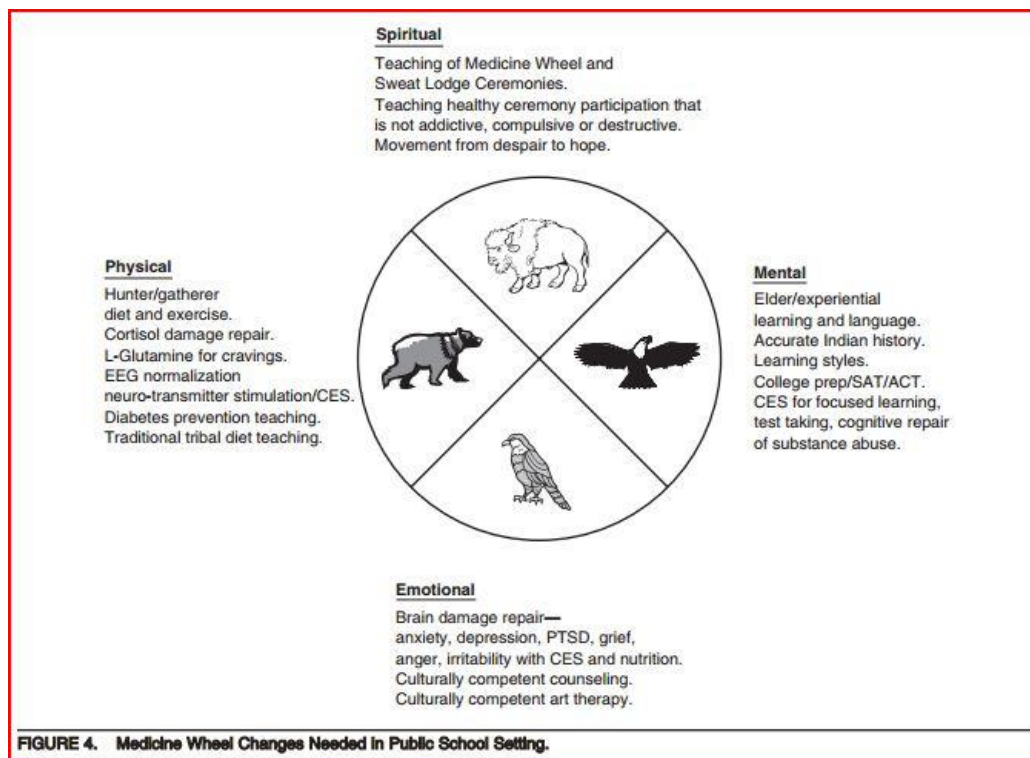 Spiritual
Teaching of Medicine Wheel and
Sweat Lodge Ceremonies.
Teaching healthy ceremony participation that
is not addictive, compulsive or destructive.
Movement from despair to hope.
Physical
Hunter/gatherer
diet and exercise.
Cortisol damage repair.
L-Glutamine for cravings.
EEG normalization
neuro-transmitter stimulation/CES.
Diabetes prevention teaching.
Traditional tribal diet teaching.
Mental
Elder/experiential
learning and language.
Accurate Indian history.
Learning styles.
College prep/SAT/ACT.
CES for focused learning,
test taking, cognitive repair
of substance abuse.
Emotional
Brain damage repair—
anxiety, depression, PTSD, grief,
anger, irritability with CES and nutrition.
Culturally competent counseling.
Culturally competent art therapy.
FIGURE 4. Medicine Wheel Changes Needed in Public School Setting.